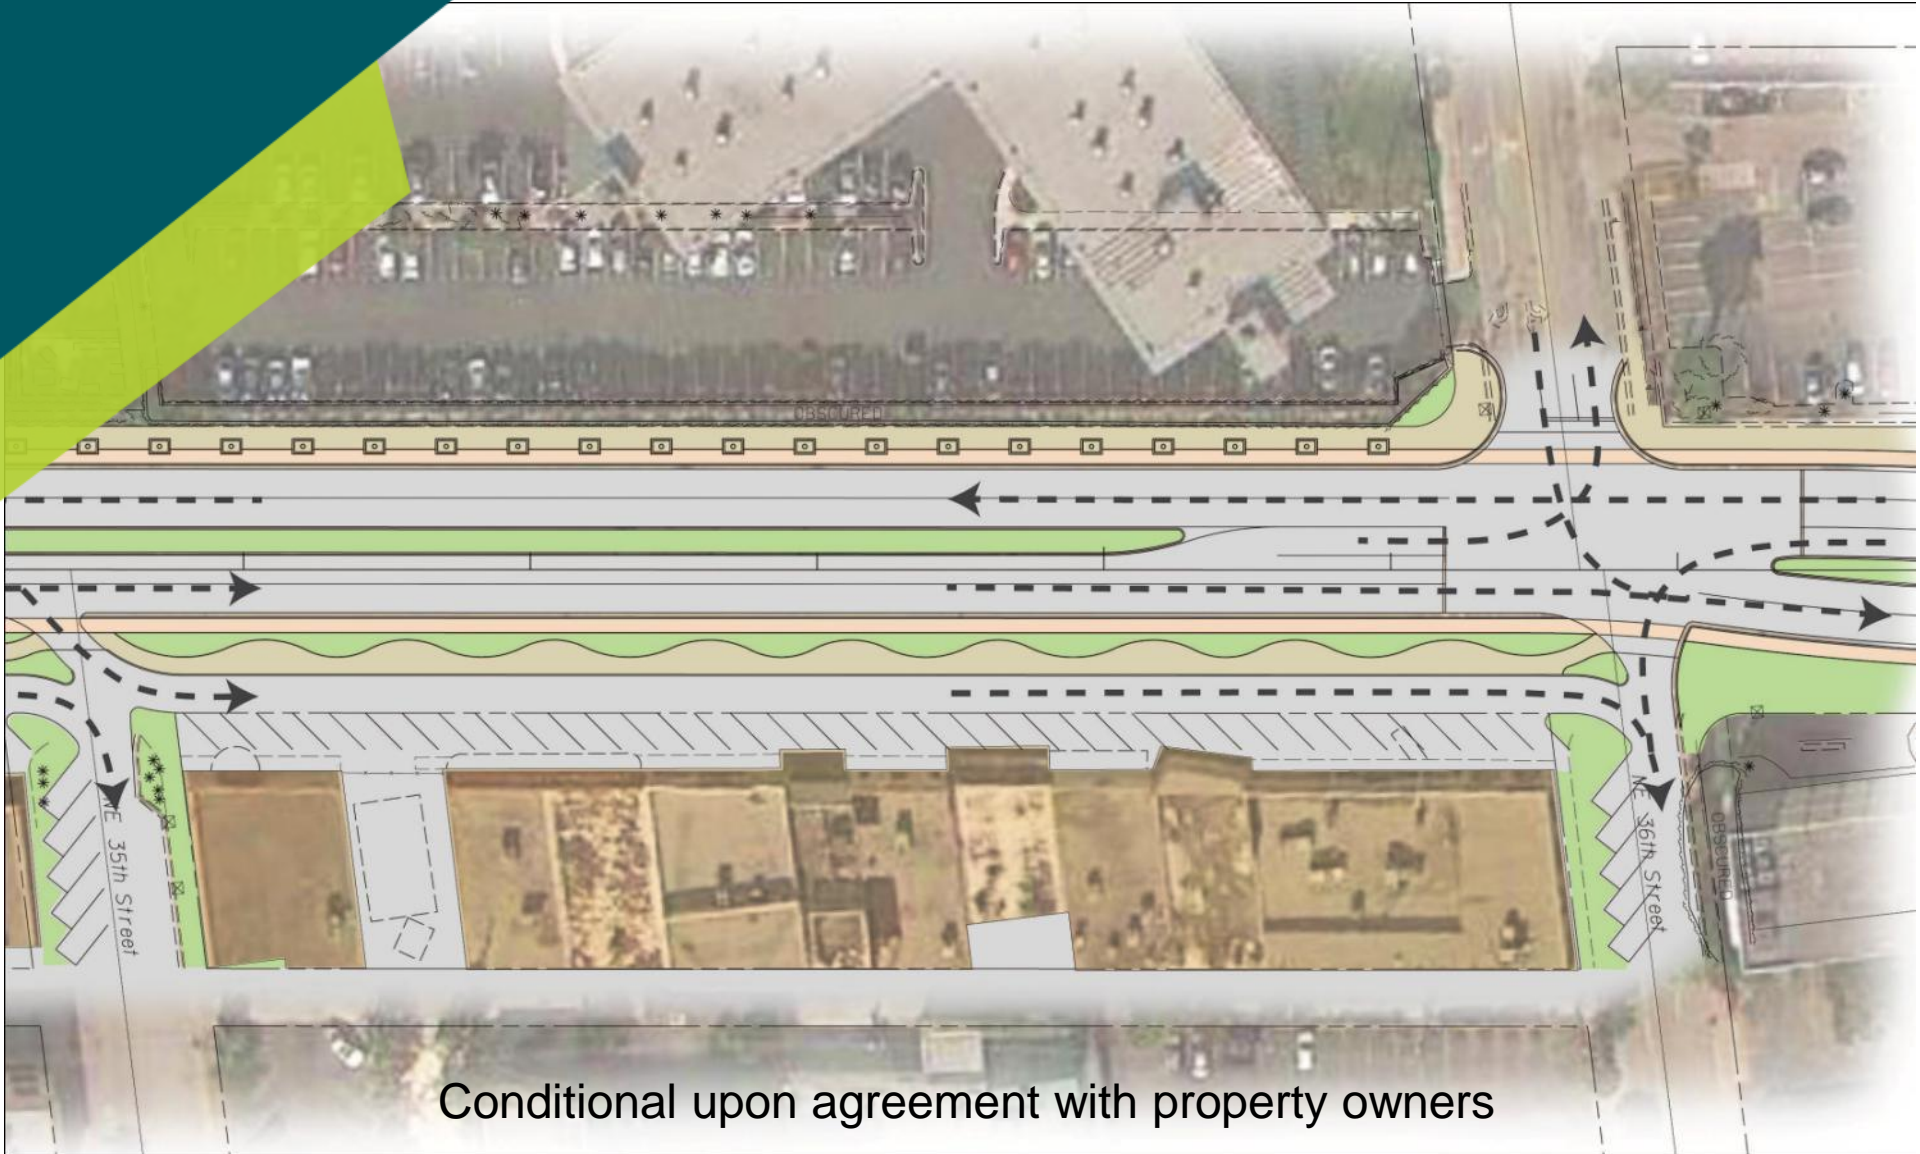 OBSCURED
NE 35th Street
NE 36th Street
OBSCURED
Conditional upon agreement with property owners